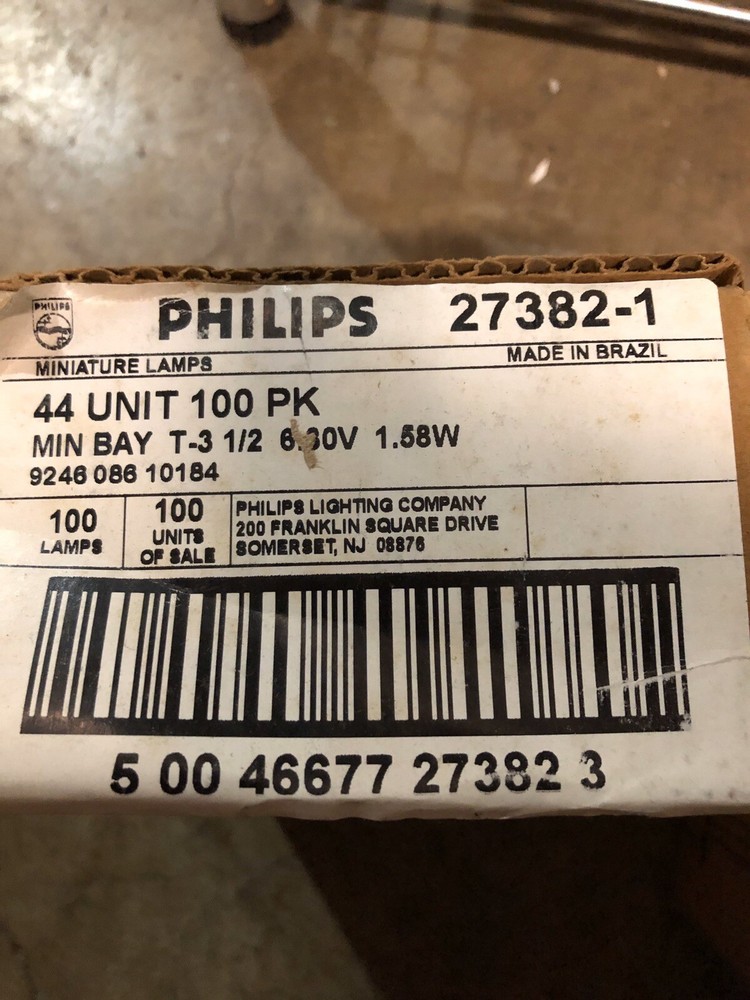 PHILIPS
PHILIPS 27382-1
MINIATURE LAMPS MADE IN BRAZIL
44 UNIT 100 PK
MIN BAY T-3 1/2 1.58W
9246 086 10184
100
LAMPS
100
UNITS
OF SALE
PHILIPS LIGHTING COMPANY
200 FRANKLIN SQUARE DRIVE
SOMERSET, NJ 08876
5 00 46677 27382 3